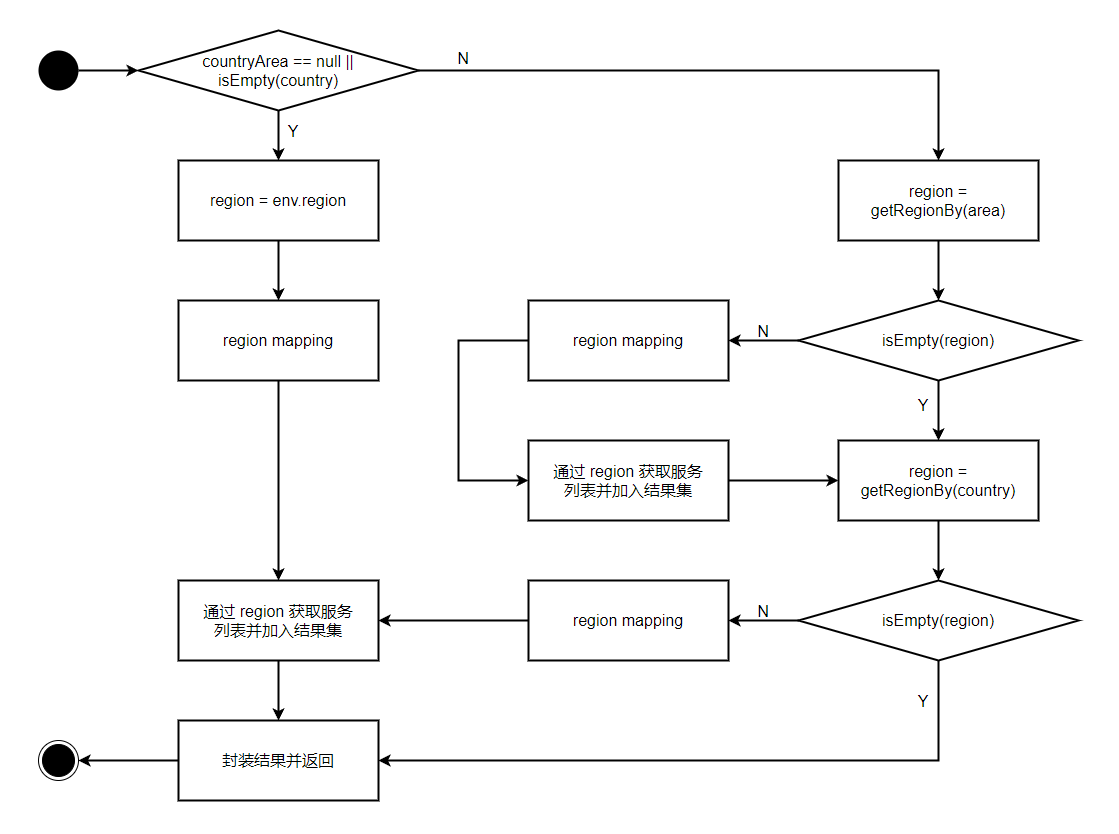 countryArea == null ||
isEmpty(country)
N
Y
region = env.region
region =
getRegionBy(area)
region mapping
region mapping
N
isEmpty(region)
Y
通过 region 获取服务
列表并加入结果集
region =
getRegionBy(country)
通过 region 获取服务
列表并加入结果集
region mapping
N
isEmpty(region)
Y
封装结果并返回